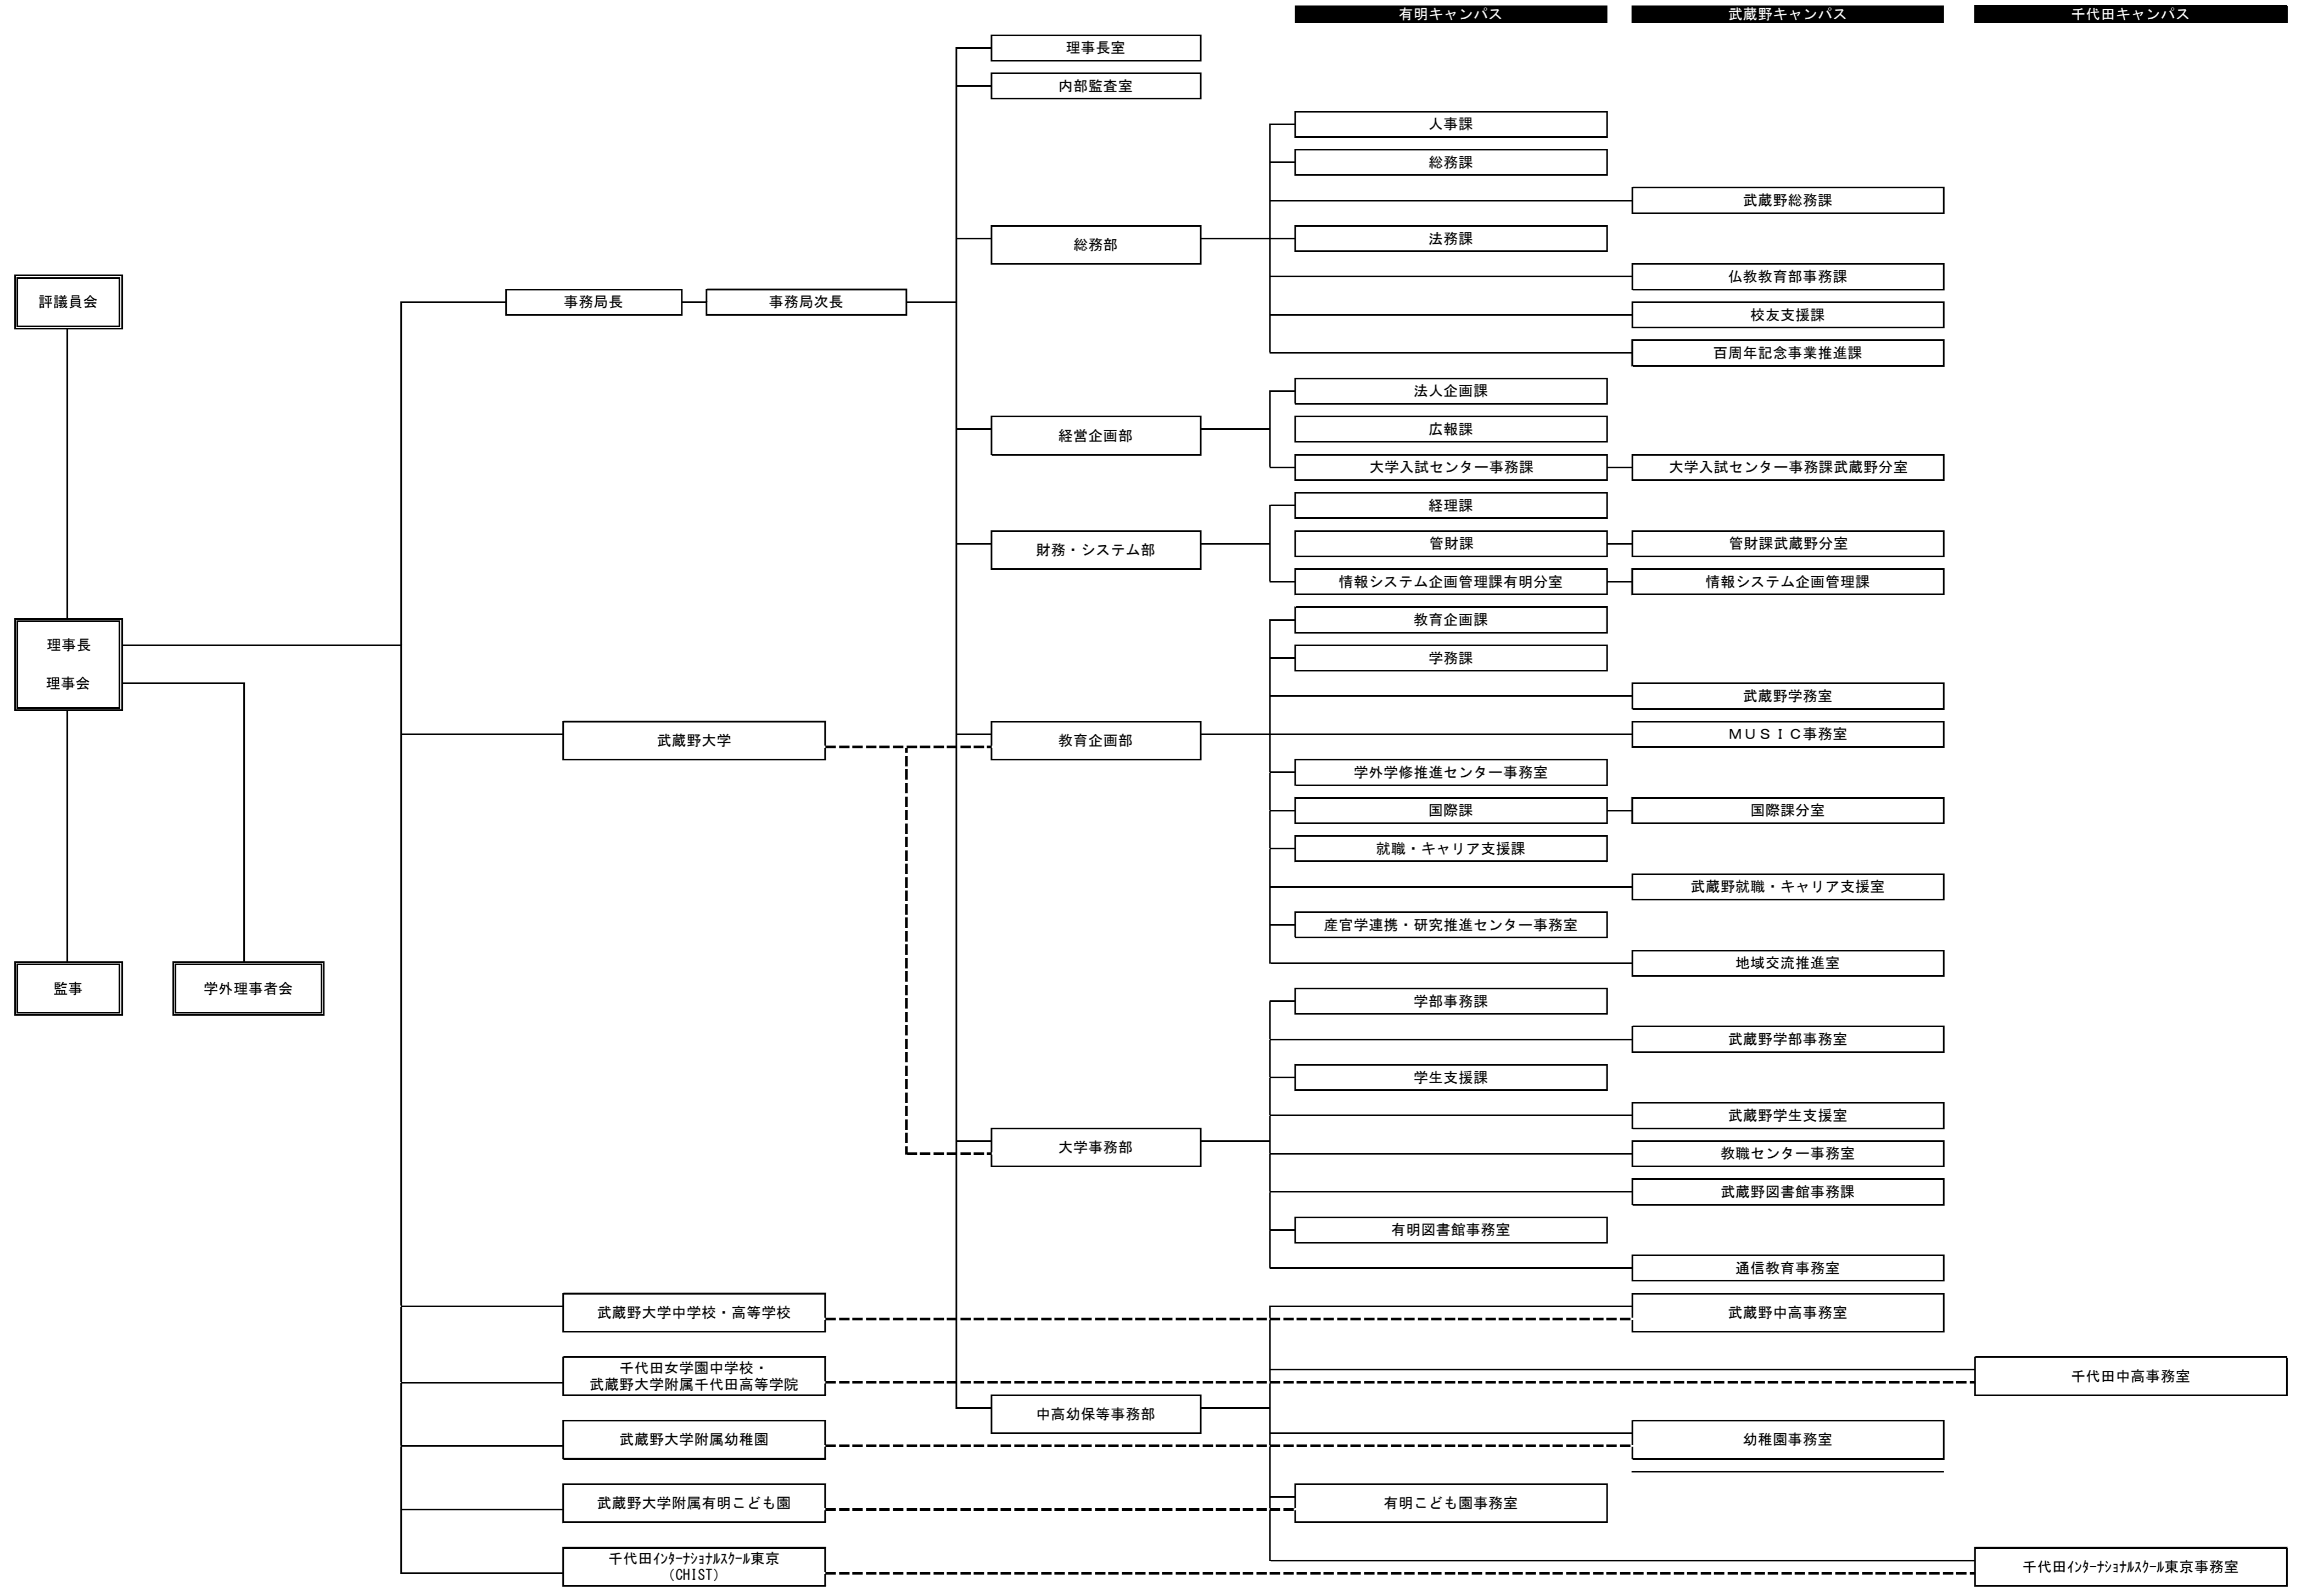 有明キャンパス
武蔵野キャンパス
千代田キャンパス
理事長室
内部監査室
人事課
総務課
武蔵野総務課
総務部
法務課
仏教教育部事務課
評議員会
事務局長
事務局次長
校友支援課
百周年記念事業推進課
法人企画課
経営企画部
広報課
大学入試センター事務課
大学入試センター事務課武蔵野分室
経理課
財務・システム部
管財課
管財課武蔵野分室
情報システム企画管理課有明分室
情報システム企画管理課
理事長
理事会
教育企画課
学務課
武蔵野学務室
武蔵野大学
教育企画部
ＭＵＳＩＣ事務室
学外学修推進センター事務室
国際課
国際課分室
就職・キャリア支援課
武蔵野就職・キャリア支援室
産官学連携・研究推進センター事務室
地域交流推進室
監事
学外理事者会
学部事務課
武蔵野学部事務室
学生支援課
武蔵野学生支援室
大学事務部
教職センター事務室
武蔵野図書館事務課
有明図書館事務室
通信教育事務室
武蔵野大学中学校・高等学校
武蔵野中高事務室
千代田女学園中学校・
武蔵野大学附属千代田高等学院
千代田中高事務室
中高幼保等事務部
武蔵野大学附属幼稚園
幼稚園事務室
武蔵野大学附属有明こども園
有明こども園事務室
千代田ｲﾝﾀｰﾅｼｮﾅﾙｽｸｰﾙ東京
（CHIST）
千代田ｲﾝﾀｰﾅｼｮﾅﾙｽｸｰﾙ東京事務室